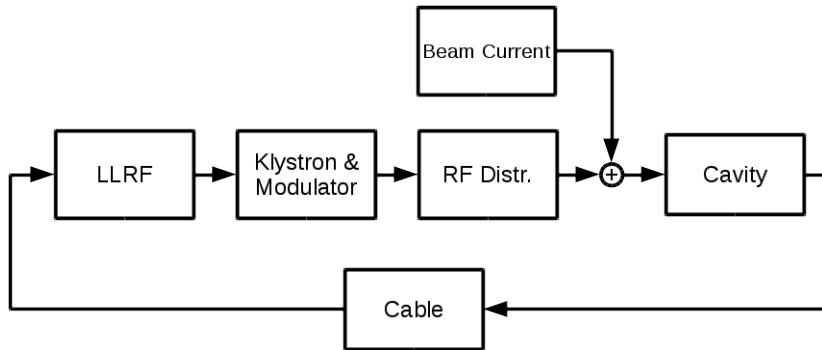 Beam Current
LLRF
Klystron &
Modulator
RF Distr.
+
Cavity
Cable